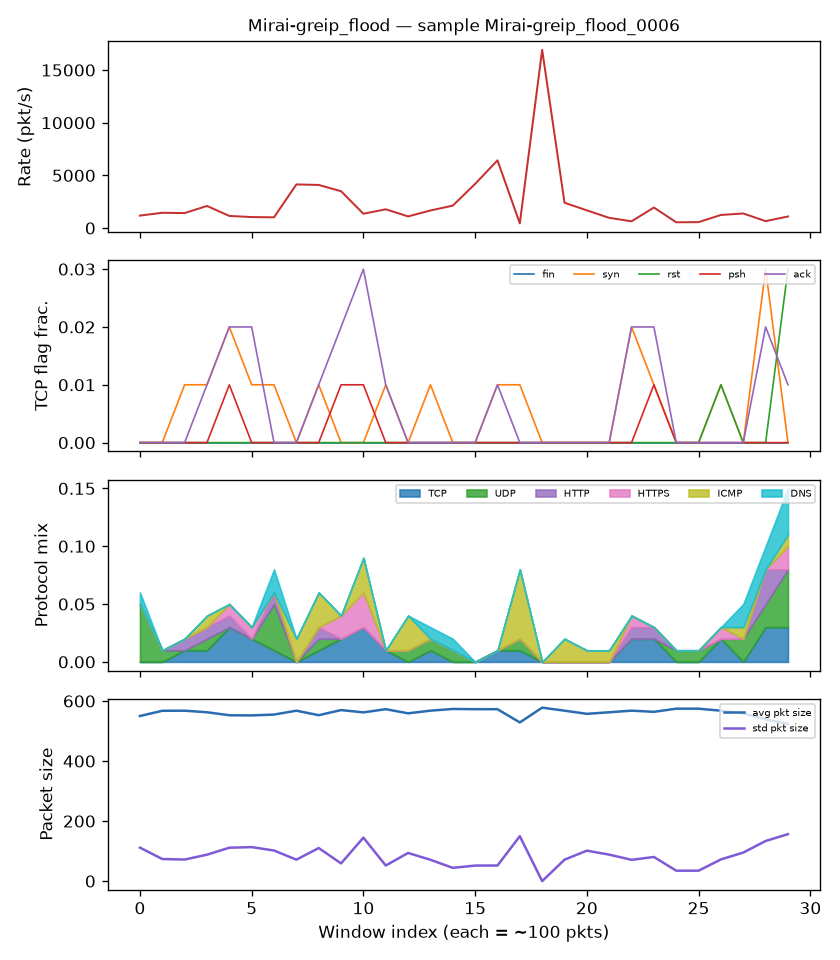 Mirai-greip_flood — sample Mirai-greip_flood_0006
Rate (pkt/s)
15000
10000
5000
0
TCP flag frac.
0.03
0.02
0.01
0.00
fin syn rst psh ack
Protocol mix
0.15
0.10
0.05
0.00
TCP UDP HTTP HTTPS ICMP DNS
Packet size
600
400
200
0
avg pkt size
std pkt size
0 5 10 15 20 25 30
Window index (each = ~100 pkts)